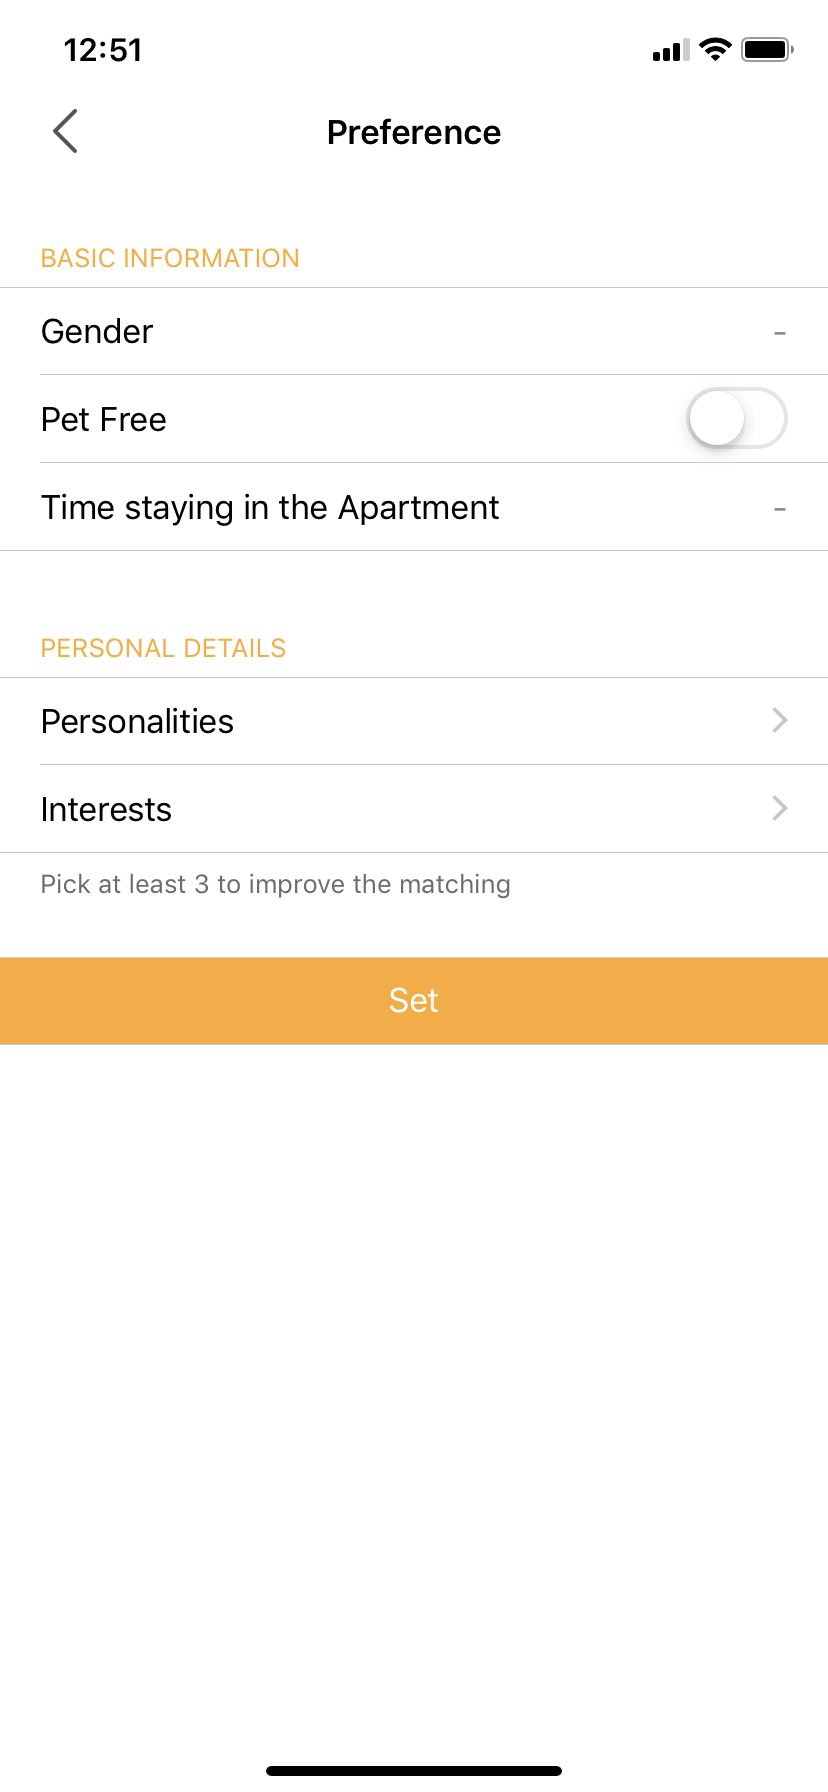 12:51
Preference
BASIC INFORMATION
Gender -
Pet Free
Time staying in the Apartment -
PERSONAL DETAILS
Personalities
Interests
Pick at least 3 to improve the matching
Set